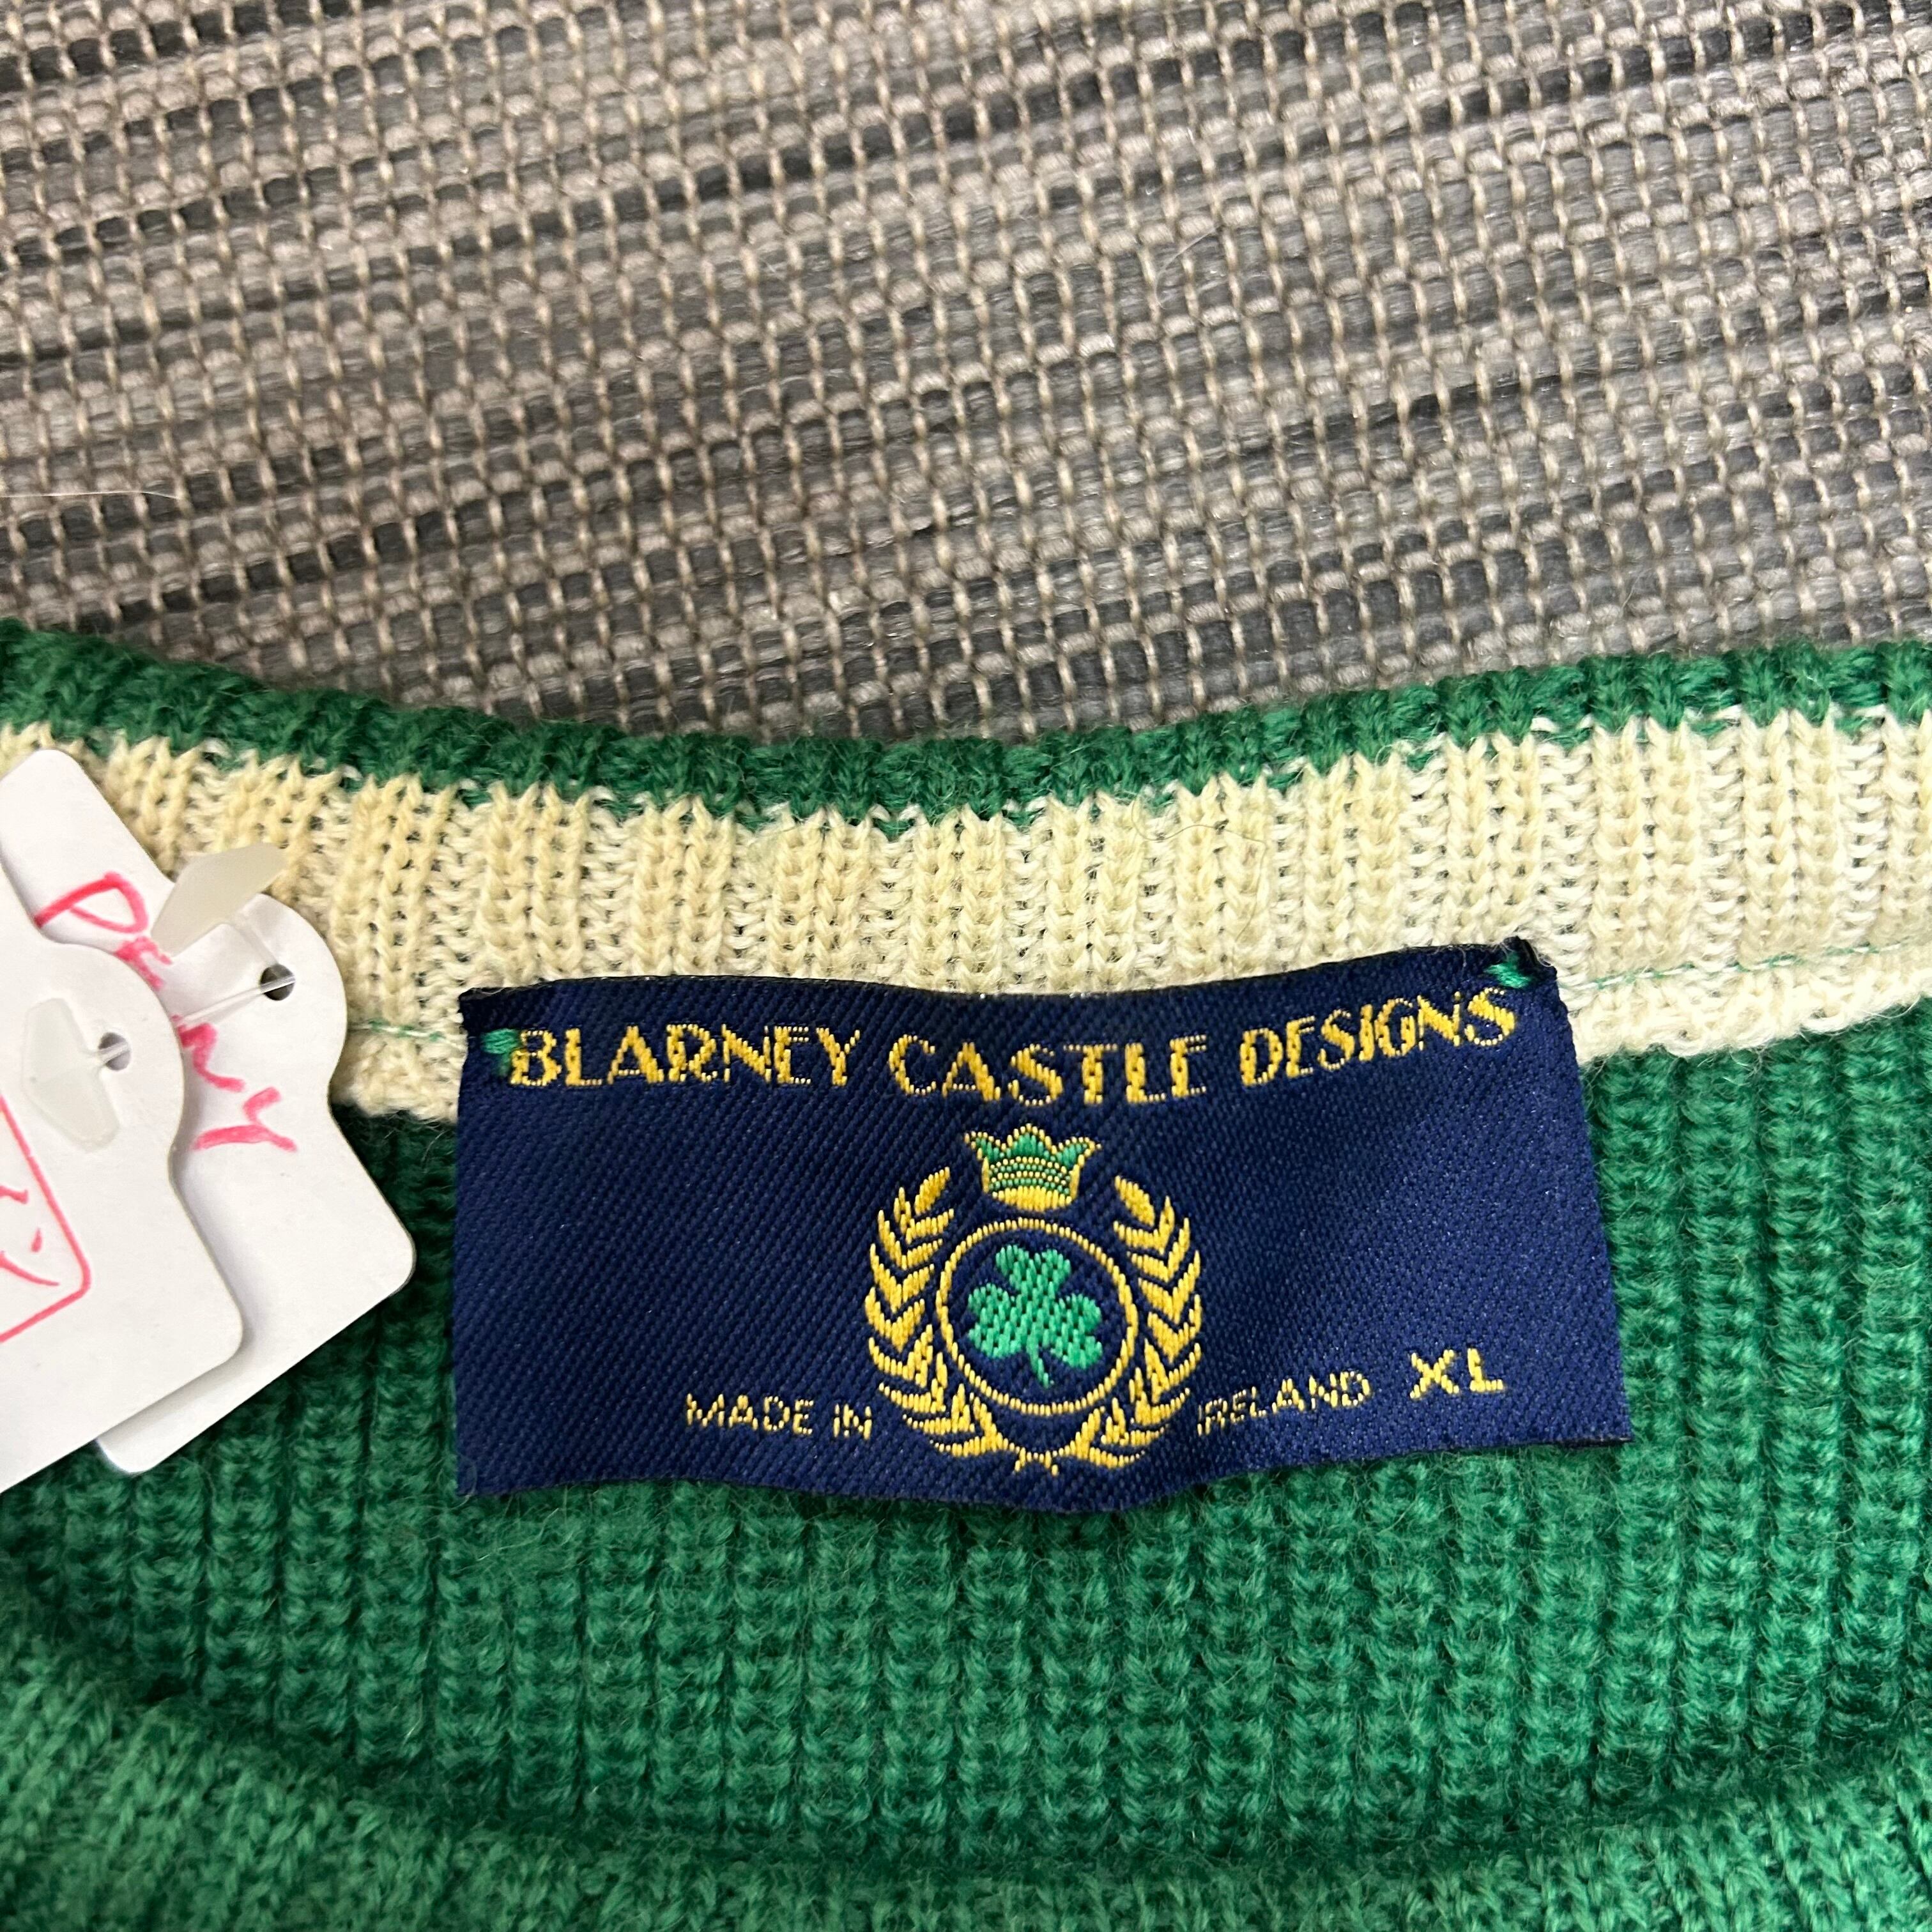 BLARNEY CASTLE DESIGNS
MADE IN IRELAND XL